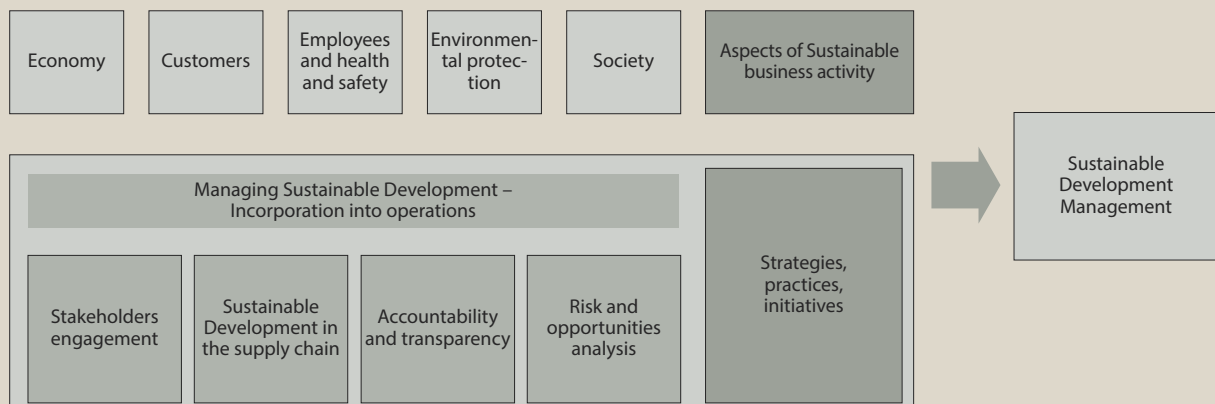 Economy
Customers
Employees
and health
and safety
Environmen-
tal protec-
tion
Society
Aspects of Sustainable
business activity
Managing Sustainable Development –
Incorporation into operations
Stakeholders
engagement
Sustainable
Development in
the supply chain
Accountability
and transparency
Risk and
opportunities
analysis
Strategies,
practices,
initiatives
Sustainable
Development
Management